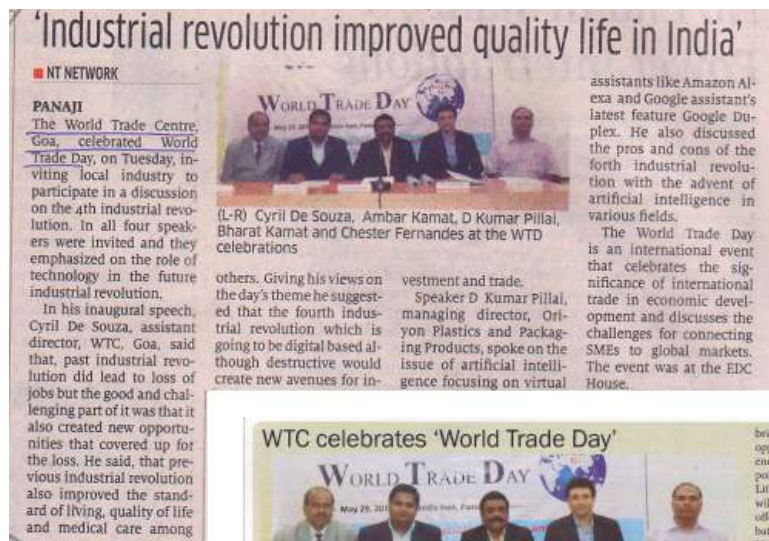 'Industrial revolution improved quality life in India'
NT NETWORK
PANAJI
The World Trade Centre,
Goa, celebrated World
Trade Day, on Tuesday, in-
viting local industry to
participate in a discussion
on the 4th industrial revo-
lution. In all four speak-
ers were invited and they
emphasized on the role of
technology in the future
industrial revolution.
In his inaugural speech,
Cyril De Souza, assistant
director, WTC, Goa, said
that, past industrial revo-
lution did lead to loss of
jobs but the good and chal-
lenging part of it was that it
also created new opportu-
nities that covered up for
the loss. He said, that pre-
vious industrial revolution
also improved the stand-
ard of living, quality of life
and medical care among
WORLD TRADE DAY
(L-R) Cyril De Souza, Ambar Kamat, D Kumar Pillai,
Bharat Kamat and Chester Fernandes at the WTD
celebrations
others. Giving his views on
the day's theme he suggest-
ed that the fourth indus-
trial revolution which is
going to be digital based al-
though destructive would
create new avenues for in-
vestment and trade.
Speaker D Kumar Pillai,
managing director, Ori-
yon Plastics and Packag-
ing Products, spoke on the
issue of artificial intelli-
gence focusing on virtual
assistants like Amazon Al-
exa and Google assistant's
latest feature Google Du-
plex. He also discussed
the pros and cons of the
forth industrial revolu-
tion with the advent of
artificial intelligence in
various fields.
The World Trade Day
is an international event
that celebrates the sig-
nificance of international
trade in economic devel-
opment and discusses the
challenges for connecting
SMEs to global markets.
The event was at the EDC
House.
WTC celebrates 'World Trade Day'
WORLD TRADE DAY
May 29,